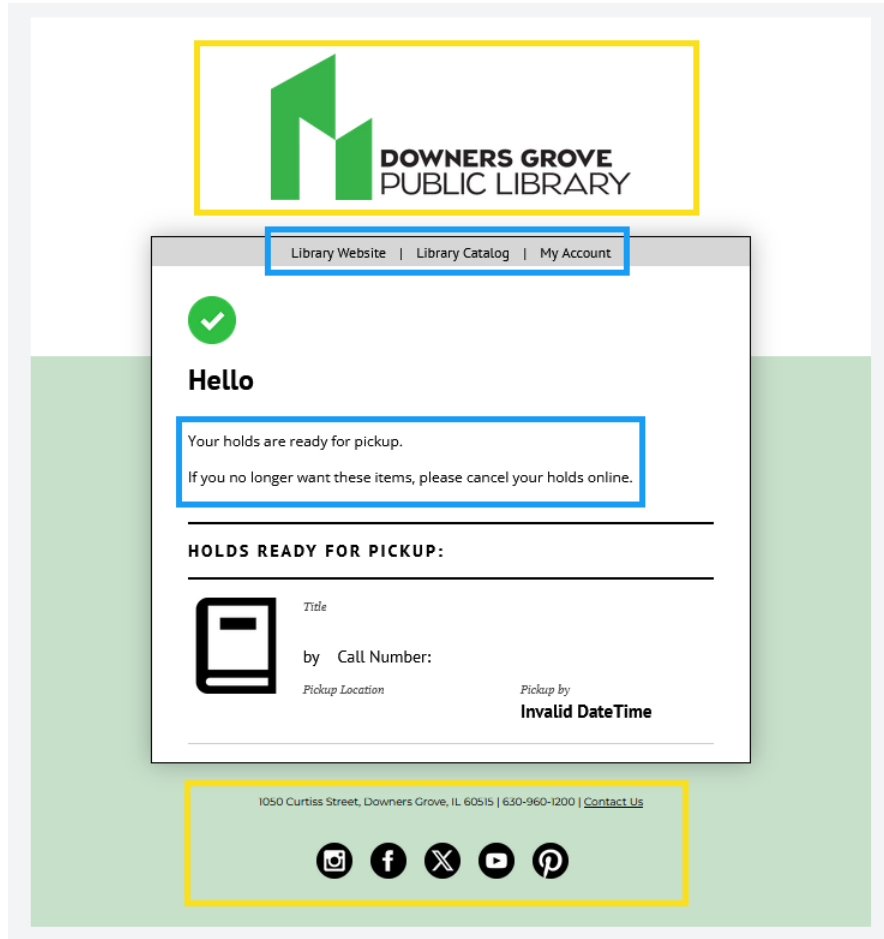 DOWNERS GROVE
PUBLIC LIBRARY
Library Website | Library Catalog | My Account
Hello
Your holds are ready for pickup.
If you no longer want these items, please cancel your holds online.
HOLDS READY FOR PICKUP:
Title
by Call Number:
Pickup Location Pickup by
Invalid DateTime
1050 Curtiss Street, Downers Grove, IL 60515 | 630-960-1200 | Contact Us